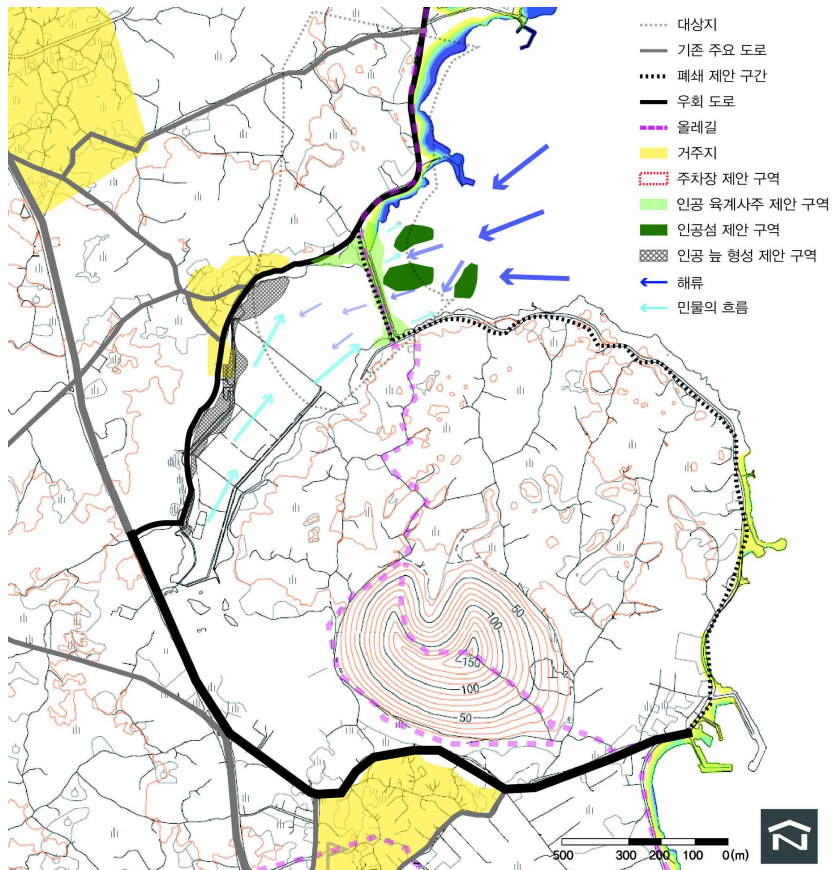 대상지
기존 주요 도로
폐쇄 제안 구간
우회 도로
올레길
거주지
주차장 제안 구역
인공 육계사주 제안 구역
인공섬 제안 구역
인공 늪 형성 제안 구역
해류
민물의 흐름
50
100
150
100
50
500 300 200 100 0(m)
N